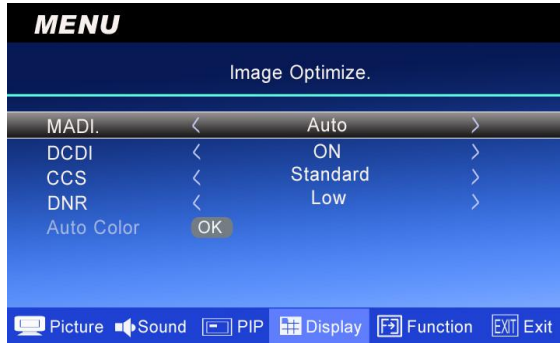 MENU
Image Optimize.
MADI. < Auto >
DCDI < ON >
CCS < Standard >
DNR < Low >
Auto Color OK
Picture Sound PIP Display Function EXIT Exit